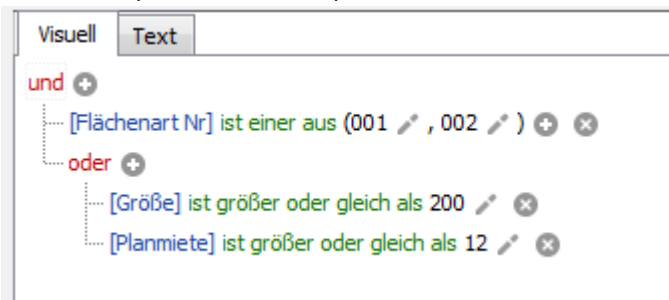 Visuell Text
und
[Flächenart Nr] ist einer aus (001 , 002 )
oder
[Größe] ist größer oder gleich als 200
[Planmiete] ist größer oder gleich als 12